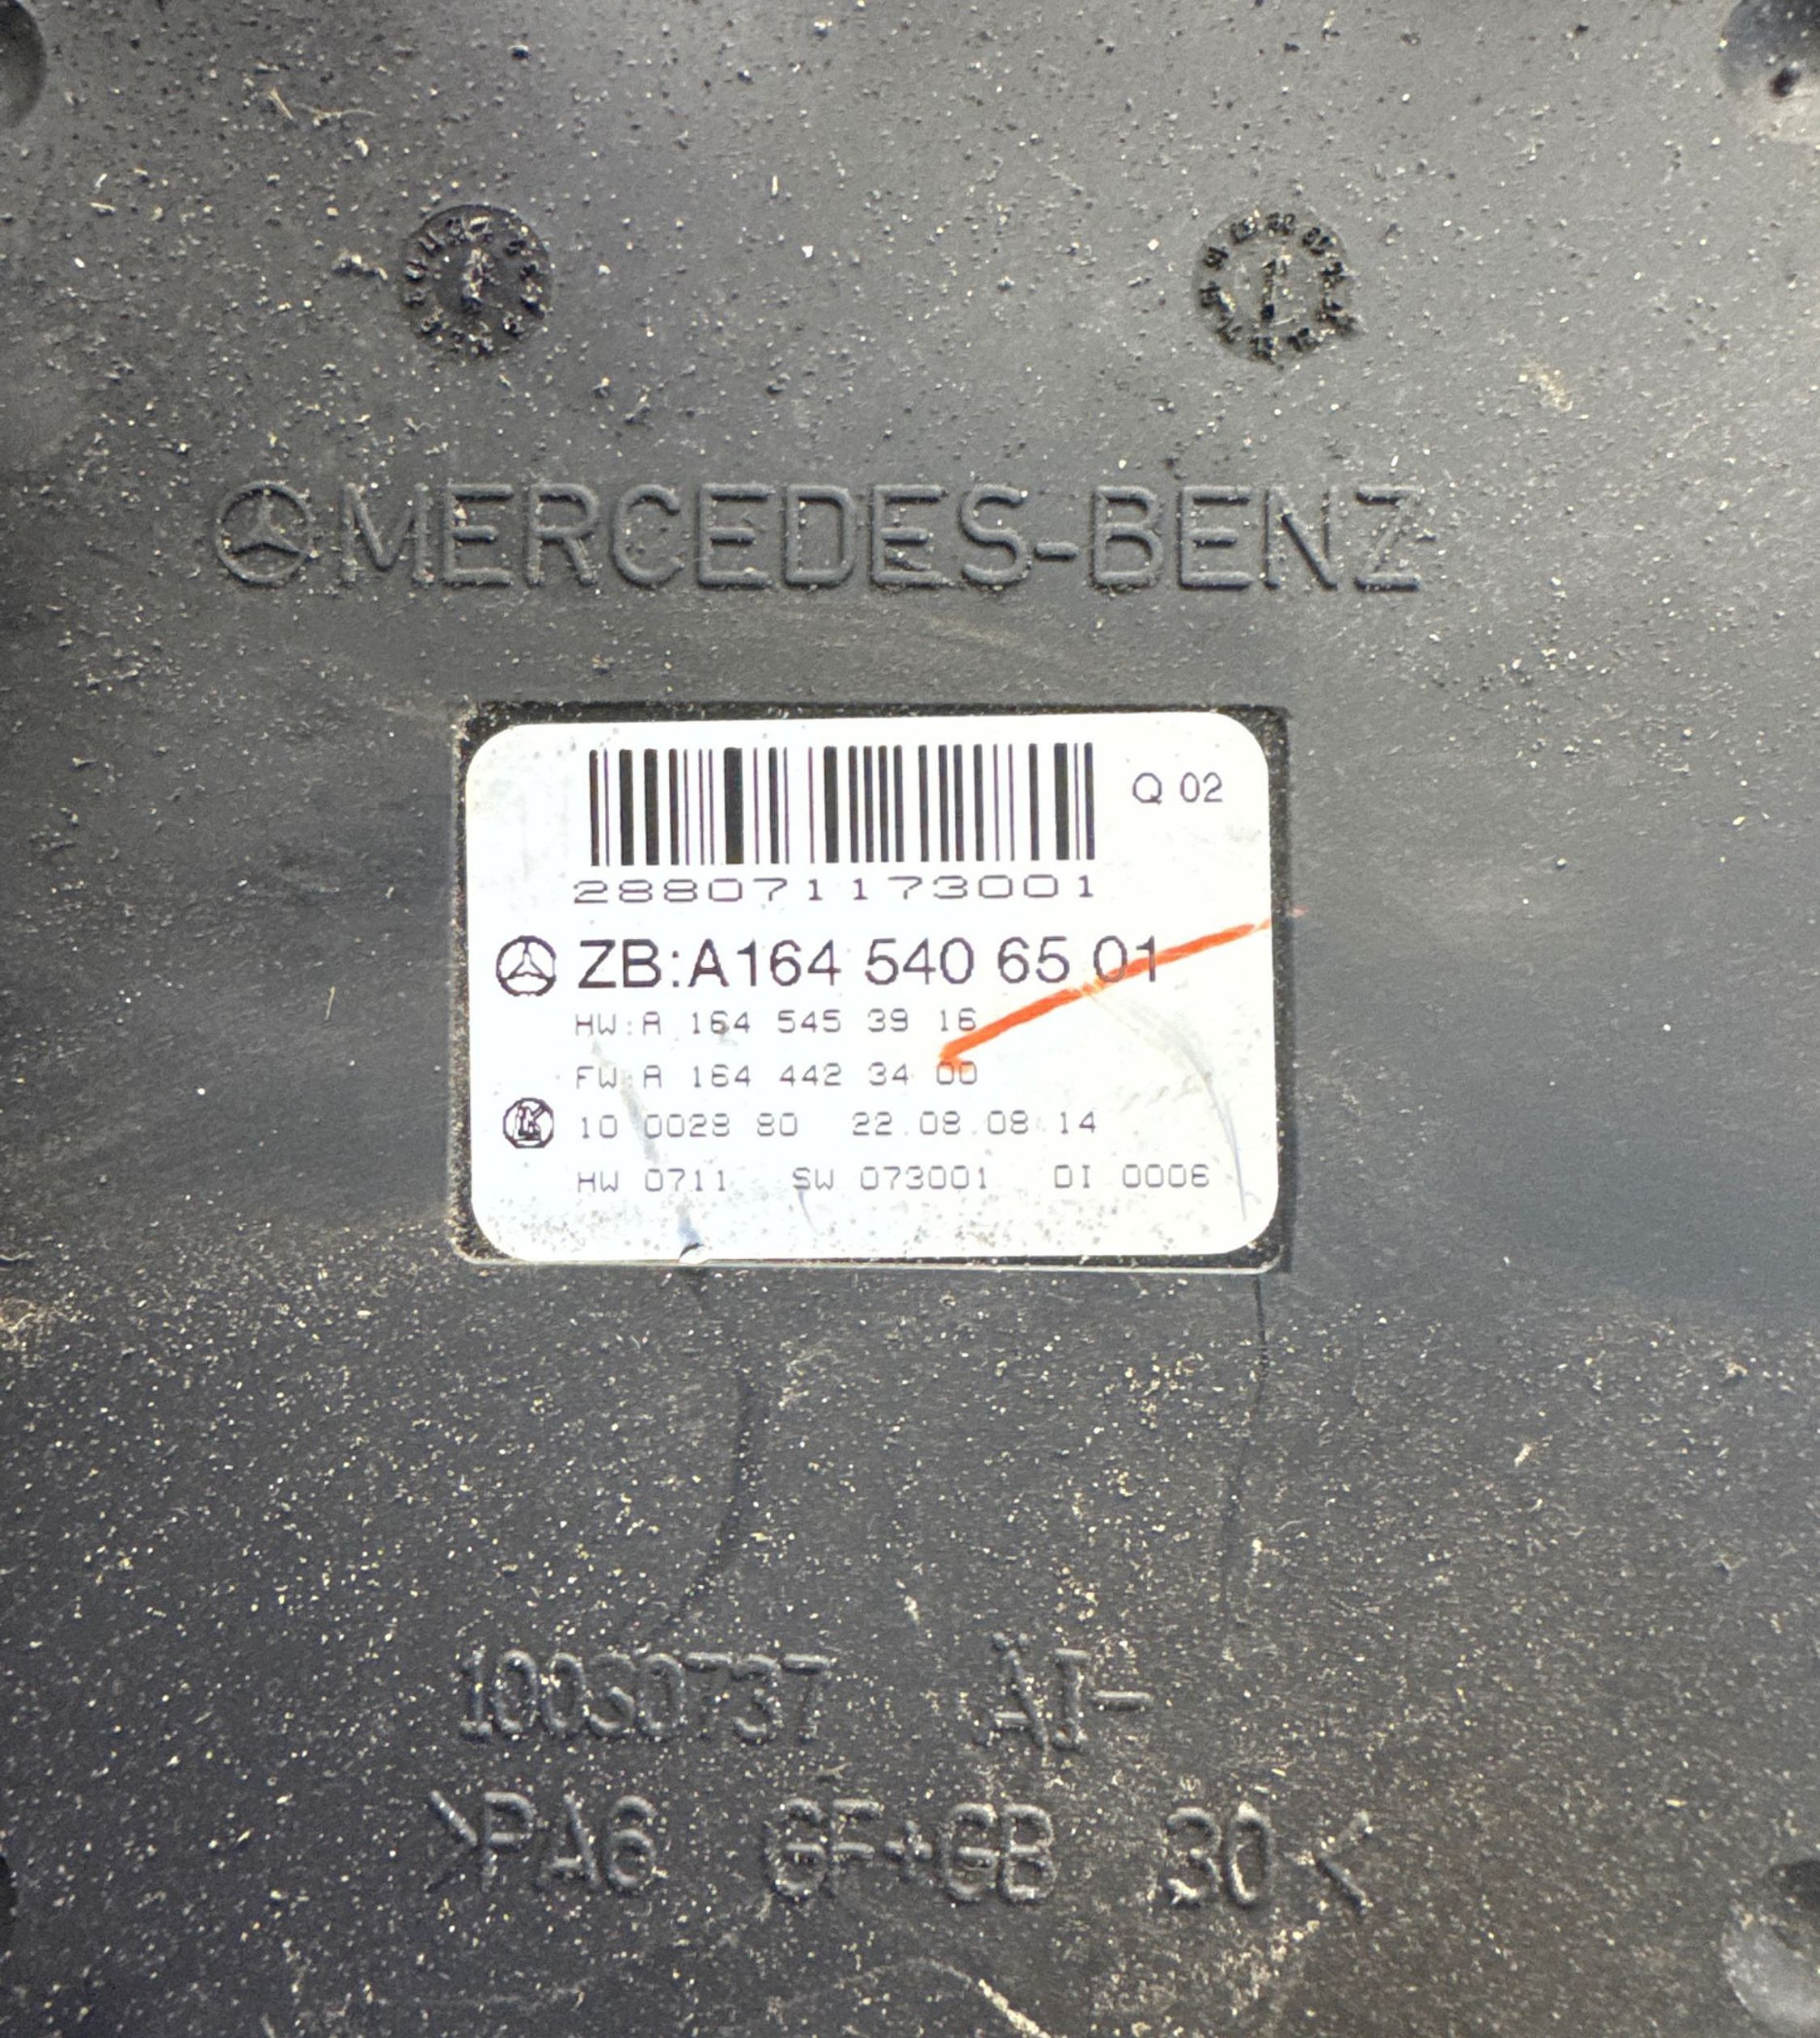 MERCEDES-BENZ
Q 02
288071173001
ZB:A164 540 65 01
HW:A 164 545 39 16
FW:A 164 442 34 00
10 0028 80 22.08.08 14
HW 0711 SW 073001 DI 0006
10030737 ÄI-
>PA6 GF+GB 30<